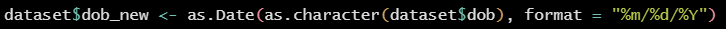 dataset$dob_new <- as.Date(as.character(dataset$dob), format = "%m/%d/%Y")